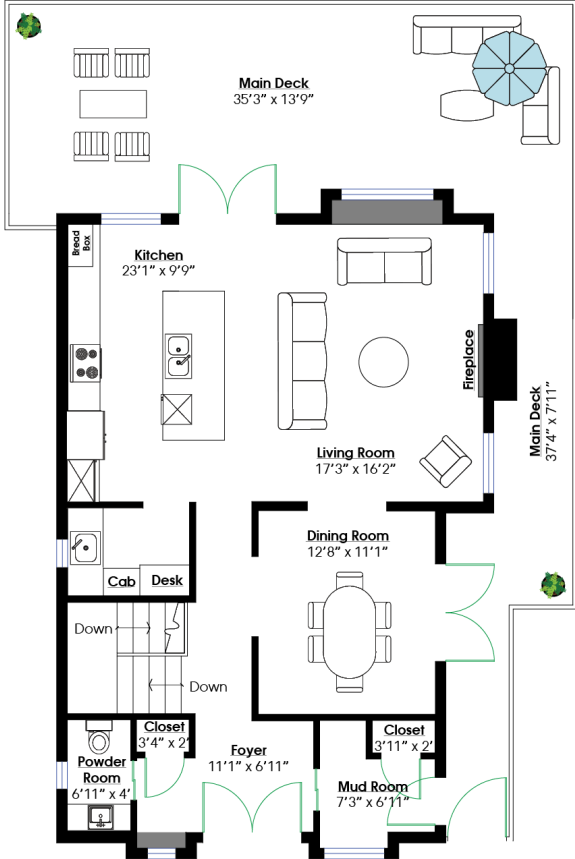 Main Deck
35'3" x 13'9"
Bread
Box
Kitchen
23'1" x 9'9"
Fireplace
Main Deck
37'4" x 7'11"
Living Room
17'3" x 16'2"
Dining Room
12'8" x 11'1"
Cab
Desk
Down
Down
Closet
3'4" x 2'
Closet
3'11" x 2'
Foyer
11'1" x 6'11"
Powder
Room
6'11" x 4'
Mud Room
7'3" x 6'11"